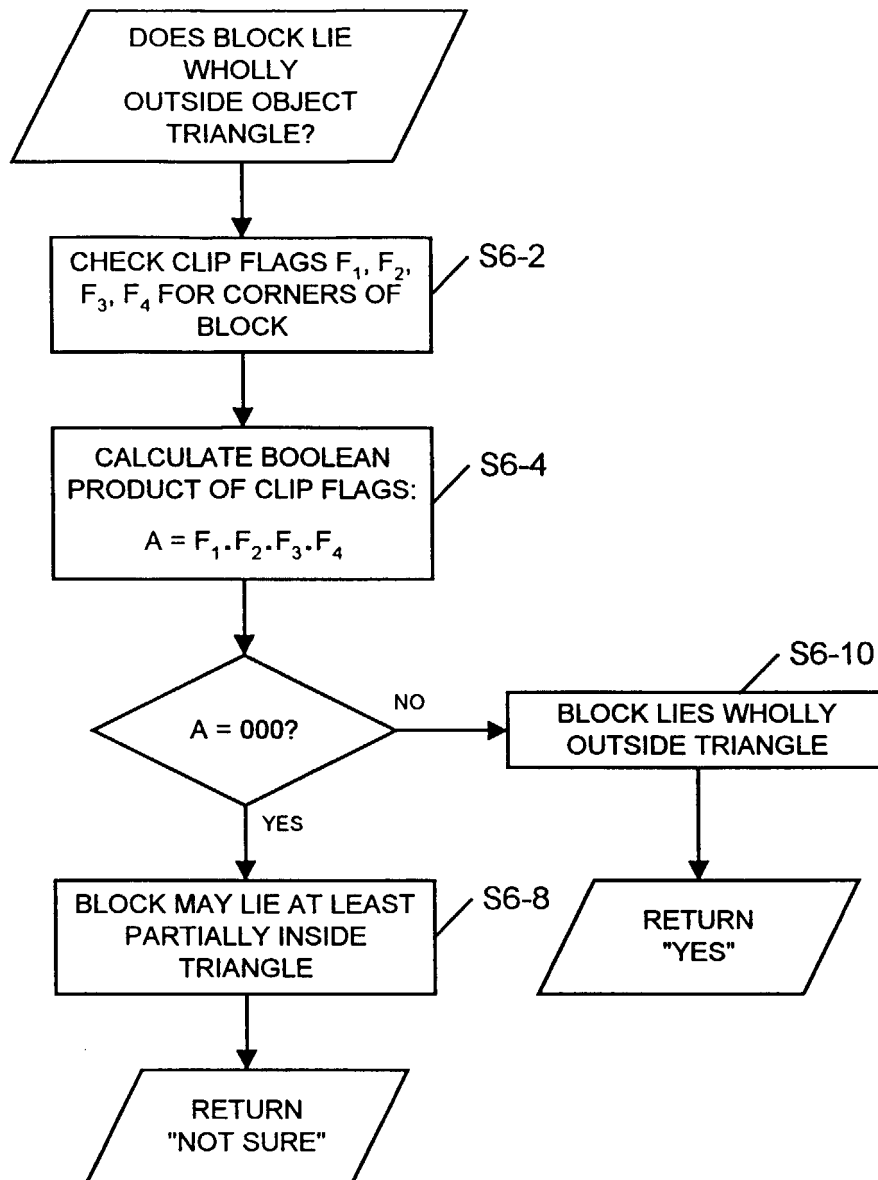 DOES BLOCK LIE
WHOLLY
OUTSIDE OBJECT
TRIANGLE?
CHECK CLIP FLAGS F₁, F₂,
F₃, F₄ FOR CORNERS OF
BLOCK
S6-2
CALCULATE BOOLEAN
PRODUCT OF CLIP FLAGS:
A = F₁.F₂.F₃.F₄
S6-4
A = 000?
NO
S6-10
BLOCK LIES WHOLLY
OUTSIDE TRIANGLE
YES
BLOCK MAY LIE AT LEAST
PARTIALLY INSIDE
TRIANGLE
S6-8
RETURN
"YES"
RETURN
"NOT SURE"